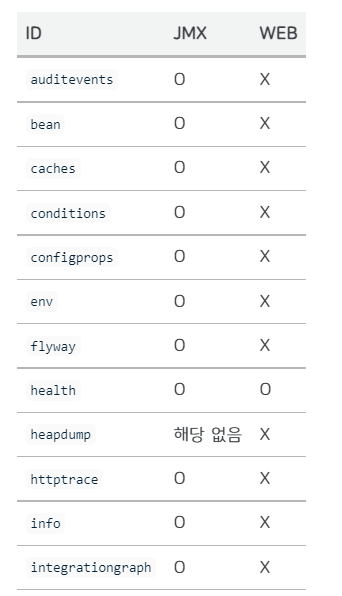 ID JMX WEB
auditevents O X
bean O X
caches O X
conditions O X
configprops O X
env O X
flyway O X
health O O
heapdump 해당 없음 X
httptrace O X
info O X
integrationgraph O X